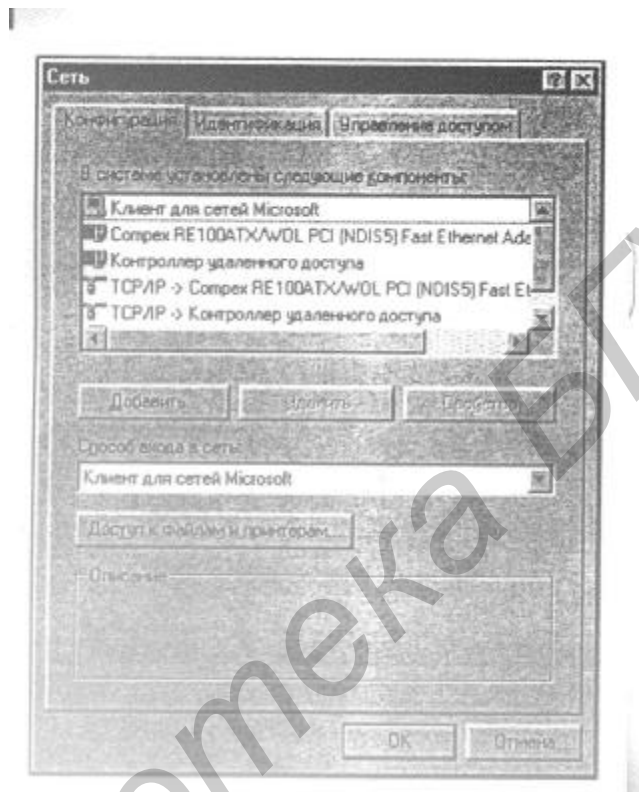 Сеть
Конфигурация Идентификация Управление доступом
В системе установлены следующие компоненты:
Клиент для сетей Microsoft
Compex RE100ATX/WOL PCI (NDIS5) Fast Ethernet Ada
Контроллер удаленного доступа
TCP/IP -> Compex RE100ATX/WOL PCI (NDIS5) Fast Et
TCP/IP -> Контроллер удаленного доступа
Добавить... Удалить Свойства
Способ входа в сеть:
Клиент для сетей Microsoft
Доступ к файлам и принтерам...
Описание
OK Отмена